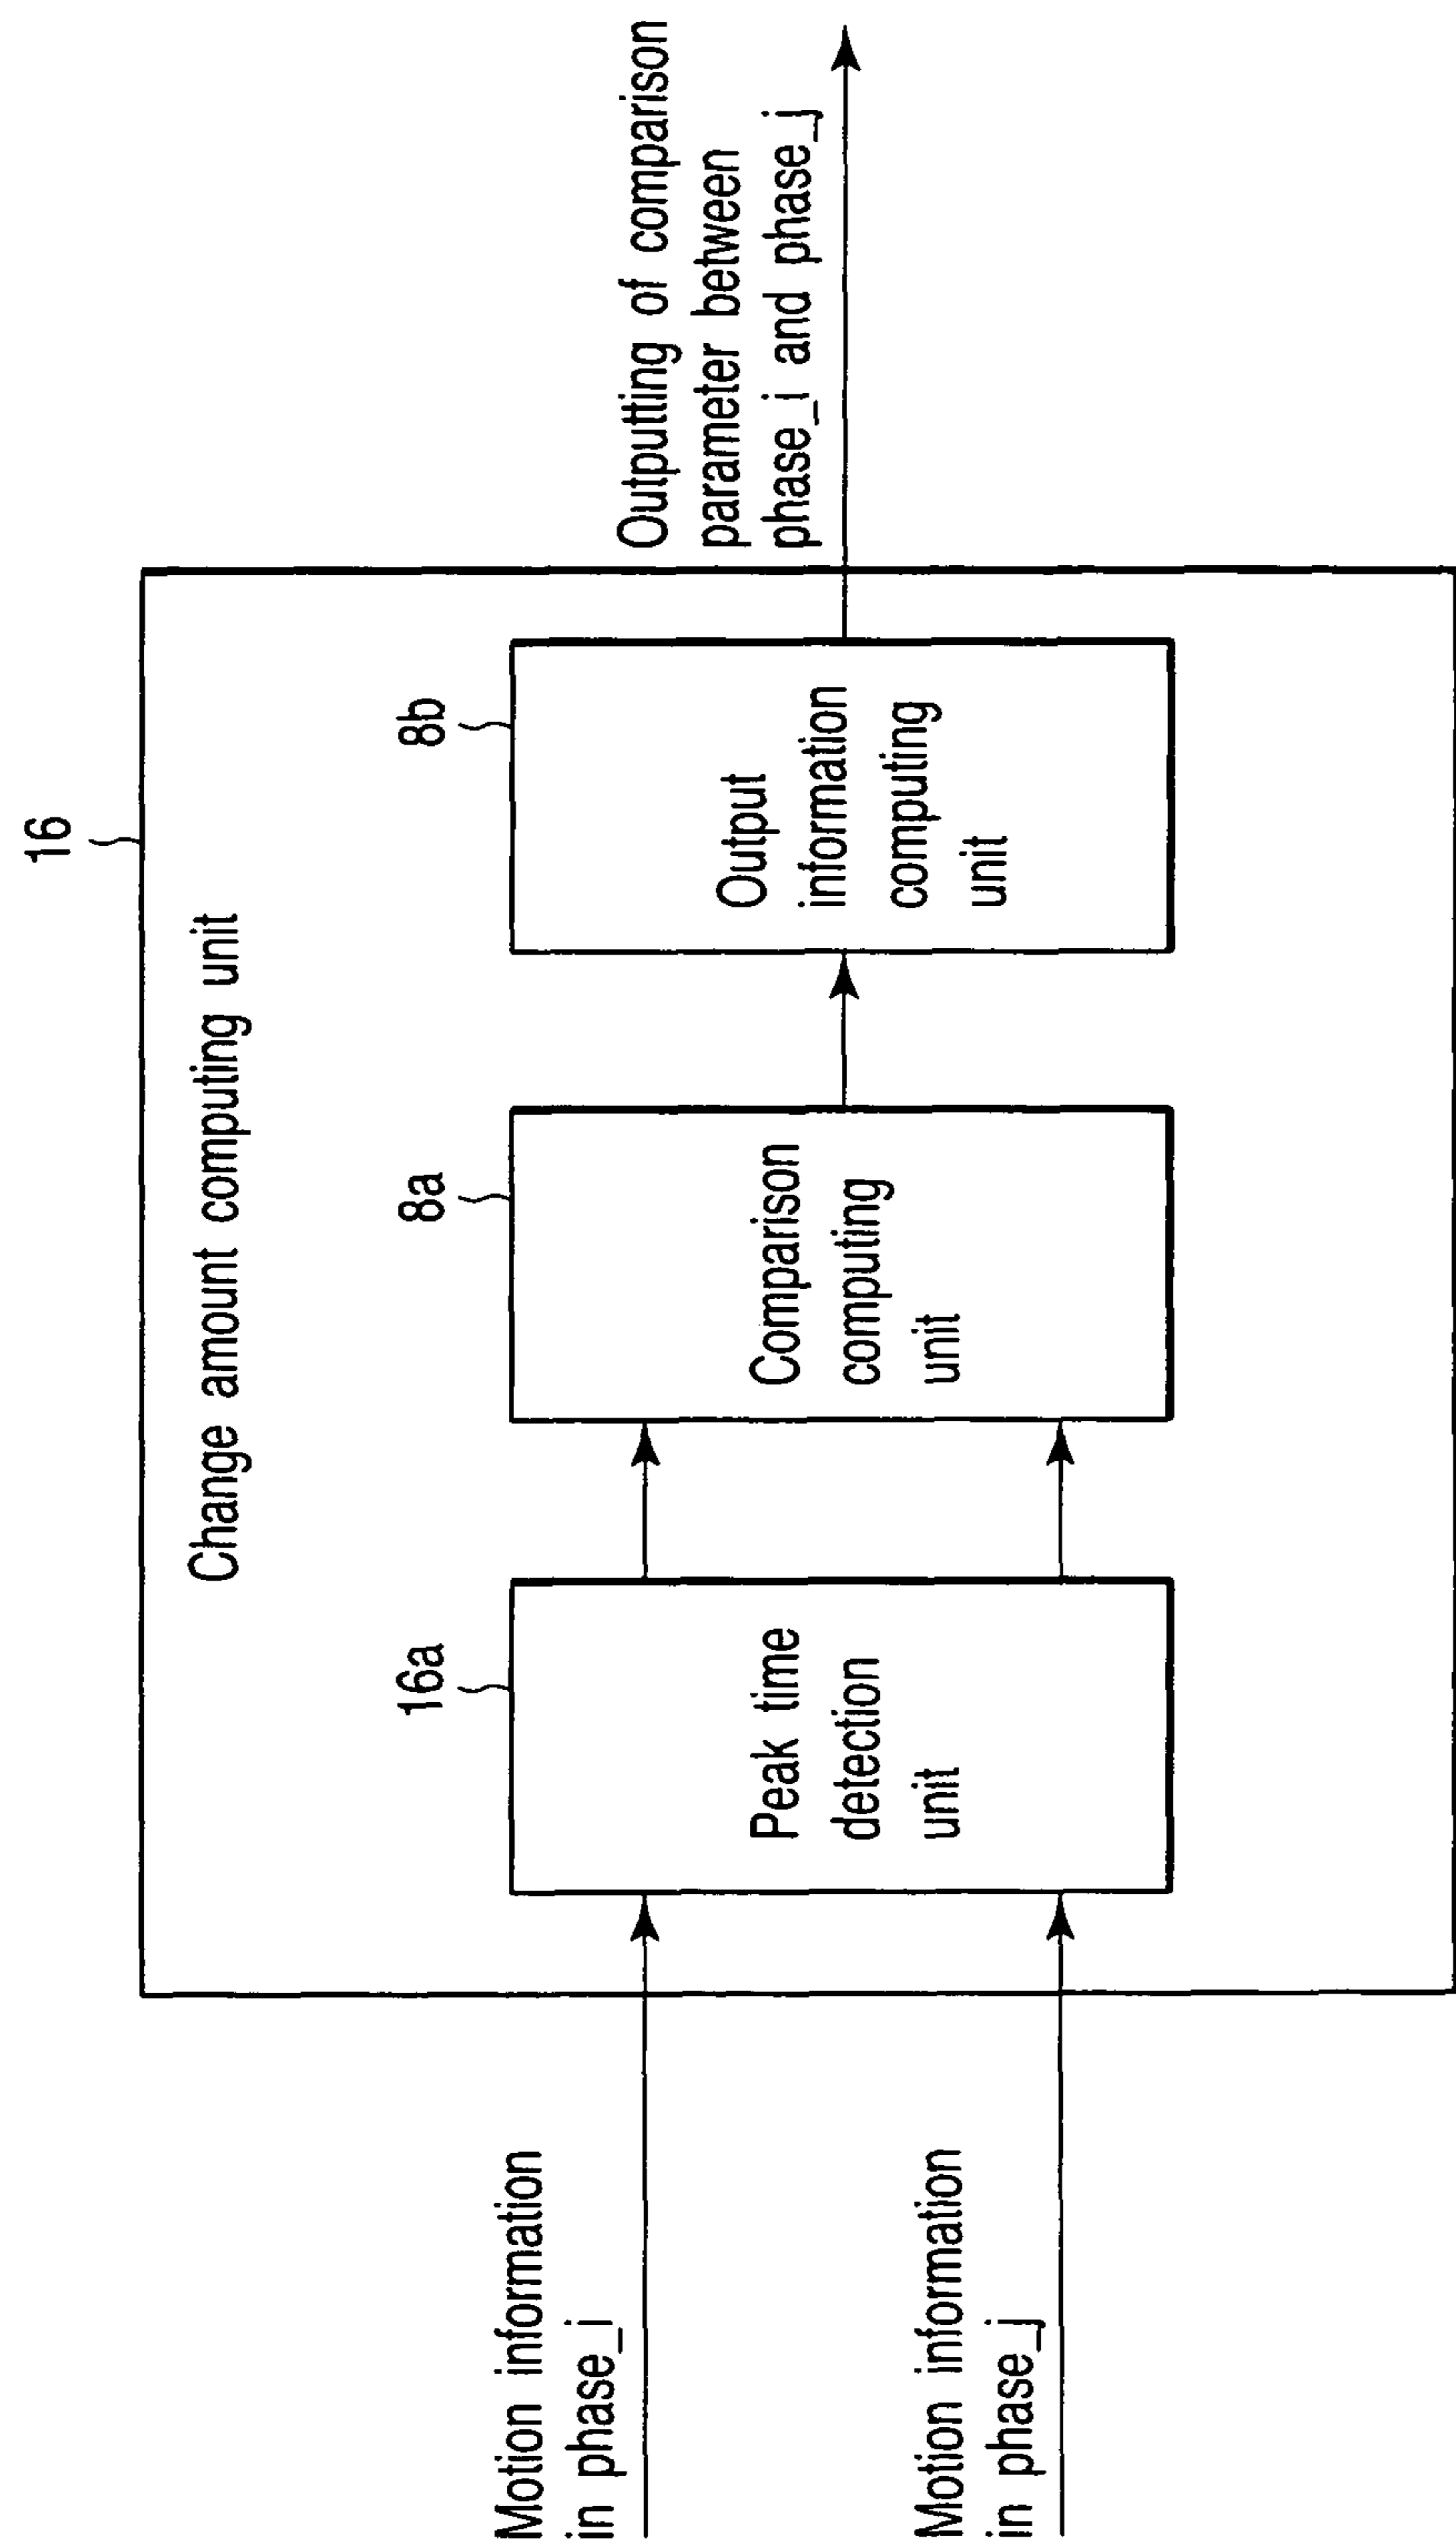 16
Change amount computing unit
Motion information
in phase_i
Motion information
in phase_j
16a
Peak time
detection
unit
8a
Comparison
computing
unit
8b
Output
information
computing
unit
Outputting of comparison
parameter between
phase_i and phase_j